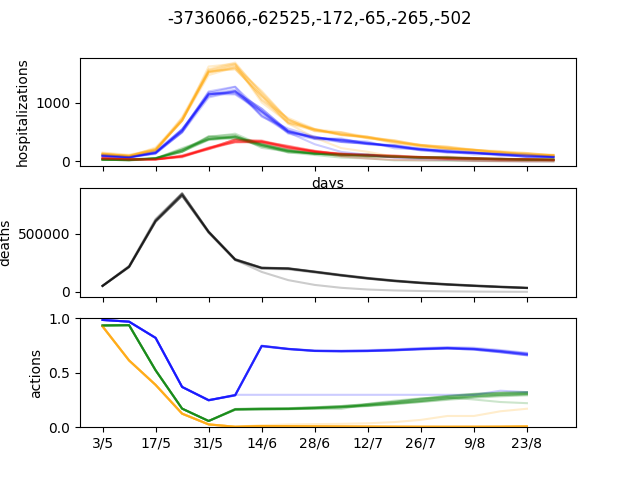 -3736066,-62525,-172,-65,-265,-502
hospitalizations
1000
0
days
deaths
500000
0
actions
1.0
0.5
0.0
3/5 17/5 31/5 14/6 28/6 12/7 26/7 9/8 23/8